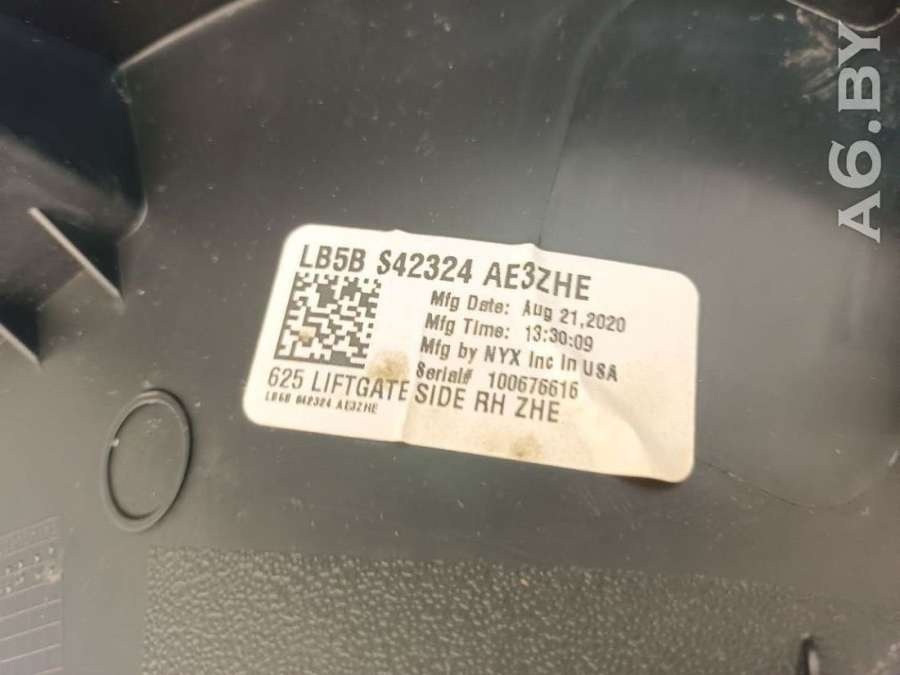 LB5B S42324 AE3ZHE
Mfg Date: Aug 21,2020
Mfg Time: 13:30:09
Mfg by NYX Inc In USA
Serial# 100676616
625 LIFTGATE SIDE RH ZHE
LB5B S42324 AE3ZHE
A6.BY